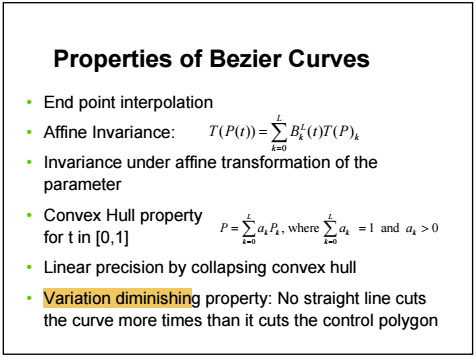 Properties of Bezier Curves
• End point interpolation
• Affine Invariance: T(P(t)) = ∑_{k=0}^{L} B_k^L(t)T(P)_k
• Invariance under affine transformation of the
parameter
• Convex Hull property
for t in [0,1] P = ∑_{k=0}^{L} a_k P_k, where ∑_{k=0}^{L} a_k = 1 and a_k > 0
• Linear precision by collapsing convex hull
• Variation diminishing property: No straight line cuts
the curve more times than it cuts the control polygon